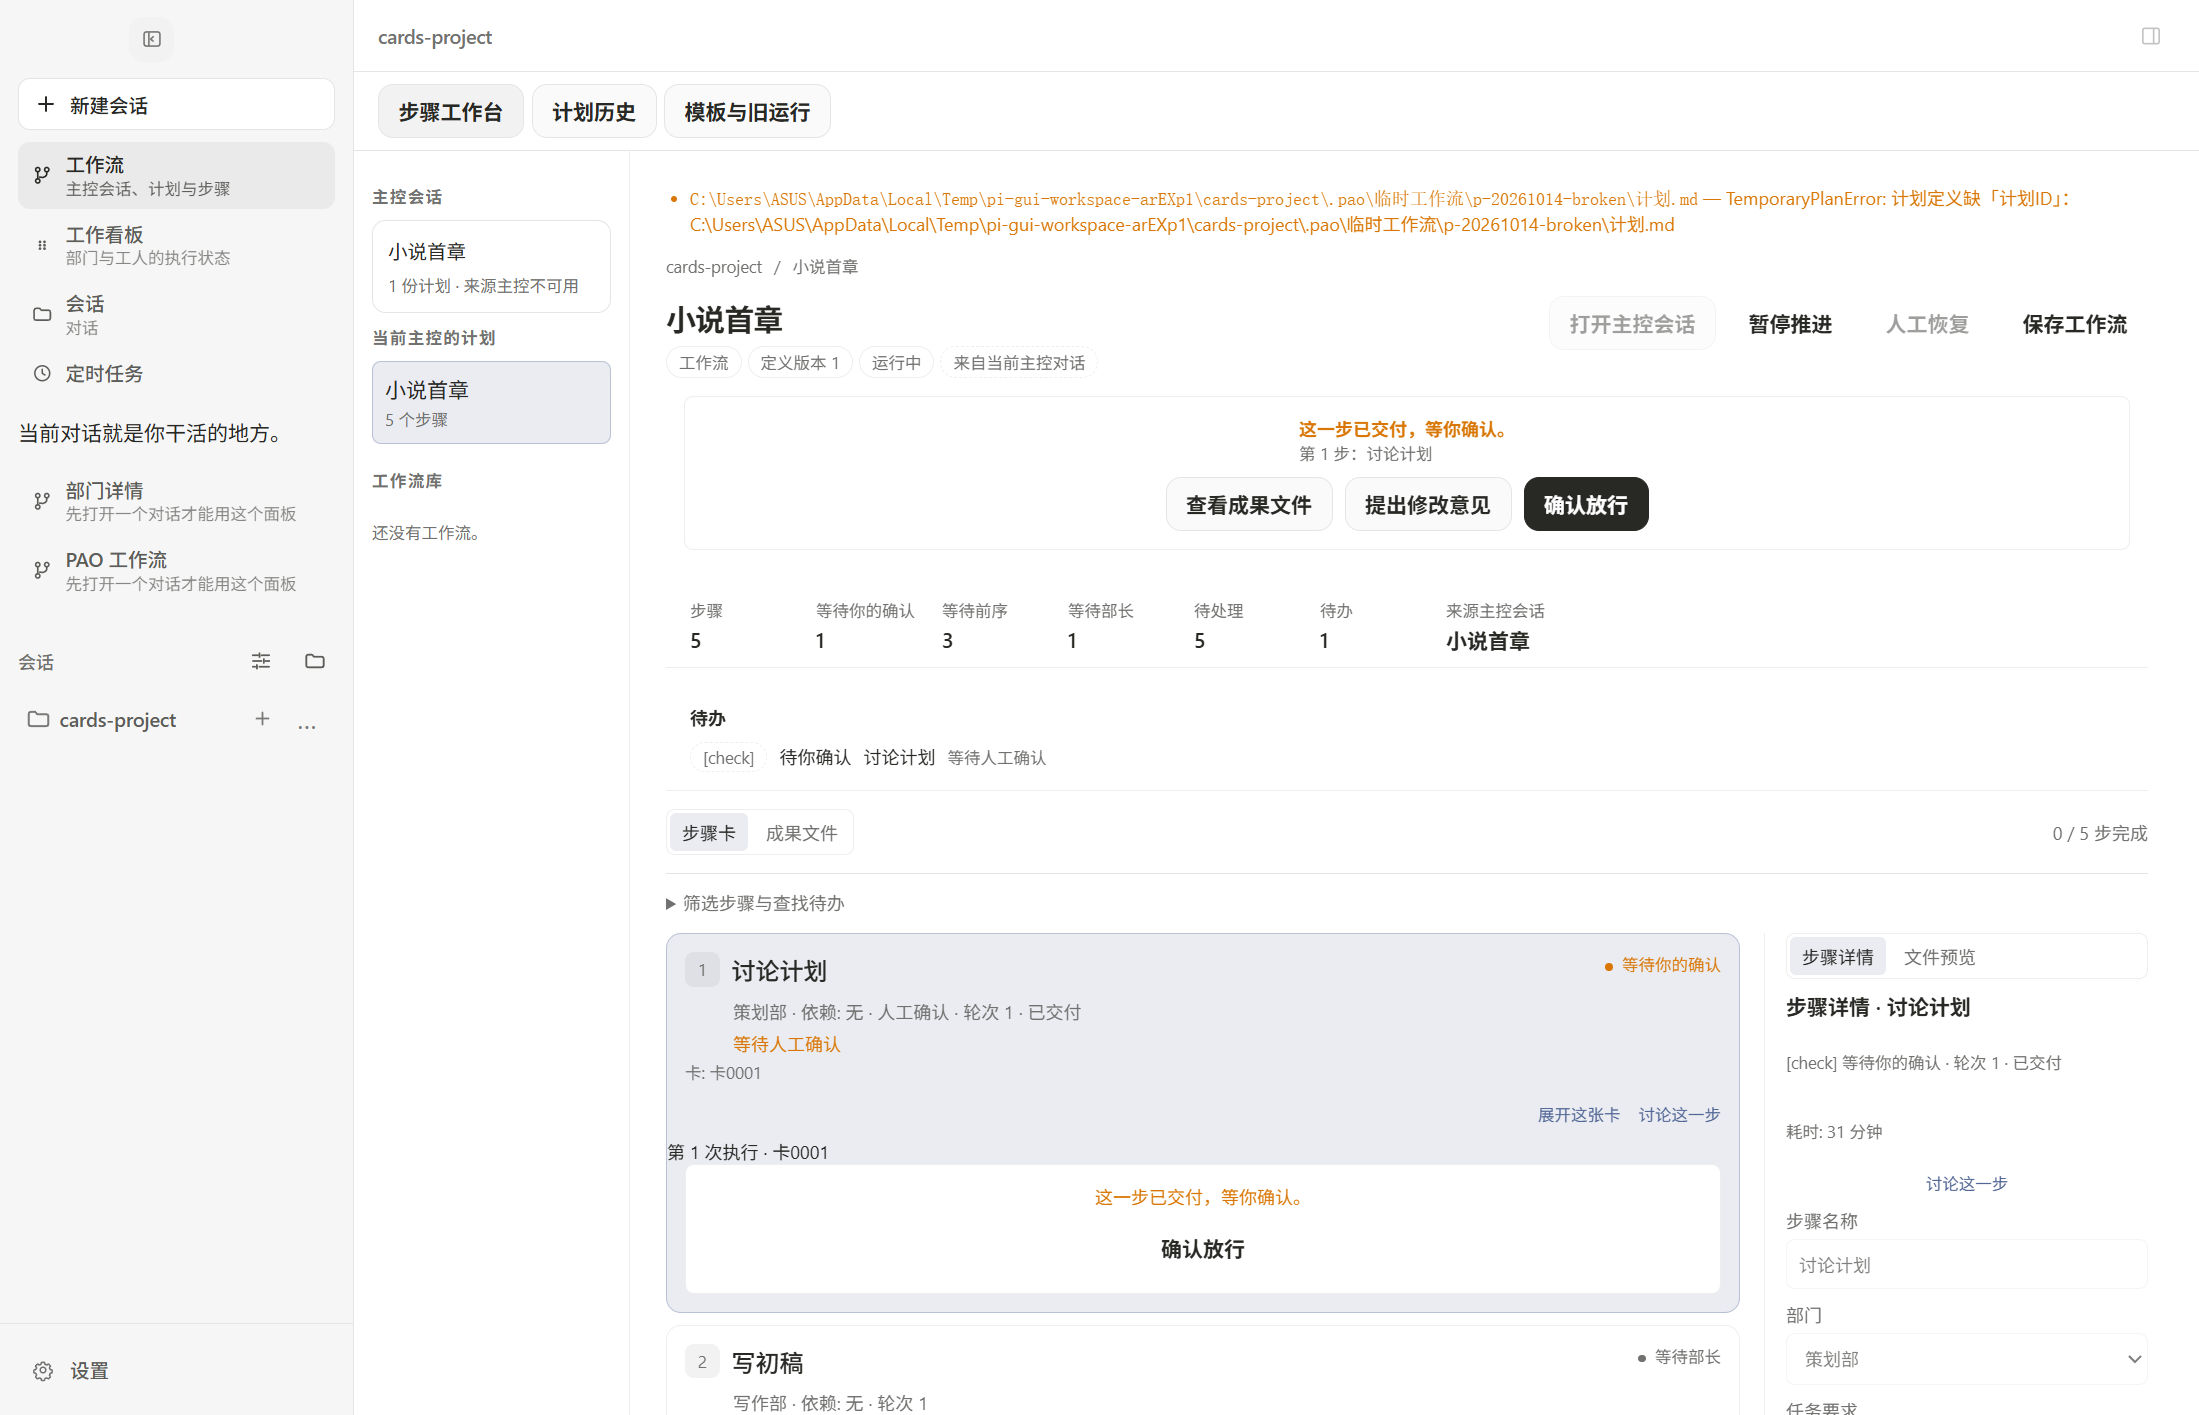 新建会话
工作流
主控会话、计划与步骤
工作看板
部门与工人的执行状态
会话
对话
定时任务
当前对话就是你干活的地方。
部门详情
先打开一个对话才能用这个面板
PAO 工作流
先打开一个对话才能用这个面板
会话
cards-project
设置
cards-project
步骤工作台
计划历史
模板与旧运行
主控会话
小说首章
1 份计划 · 来源主控不可用
当前主控的计划
小说首章
5 个步骤
工作流库
还没有工作流。
C:\Users\ASUS\AppData\Local\Temp\pi-gui-workspace-arEXp1\cards-project\.pao\临时工作流\p-20261014-broken\计划.md — TemporaryPlanError: 计划定义缺「计划ID」:
C:\Users\ASUS\AppData\Local\Temp\pi-gui-workspace-arEXp1\cards-project\.pao\临时工作流\p-20261014-broken\计划.md
cards-project / 小说首章
小说首章
打开主控会话
暂停推进
人工恢复
保存工作流
工作流
定义版本 1
运行中
来自当前主控对话
这一步已交付，等你确认。
第 1 步：讨论计划
查看成果文件
提出修改意见
确认放行
步骤
5
等待你的确认
1
等待前序
3
等待部长
1
待处理
5
待办
1
来源主控会话
小说首章
待办
[check] 待你确认 讨论计划 等待人工确认
步骤卡
成果文件
0 / 5 步完成
▶ 筛选步骤与查找待办
1 讨论计划
等待你的确认
策划部 · 依赖: 无 · 人工确认 · 轮次 1 · 已交付
等待人工确认
卡: 卡0001
展开这张卡 讨论这一步
第 1 次执行 · 卡0001
这一步已交付，等你确认。
确认放行
2 写初稿
等待部长
写作部 · 依赖: 无 · 轮次 1
步骤详情
文件预览
步骤详情 · 讨论计划
[check] 等待你的确认 · 轮次 1 · 已交付
耗时: 31 分钟
讨论这一步
步骤名称
讨论计划
部门
策划部
任务要求